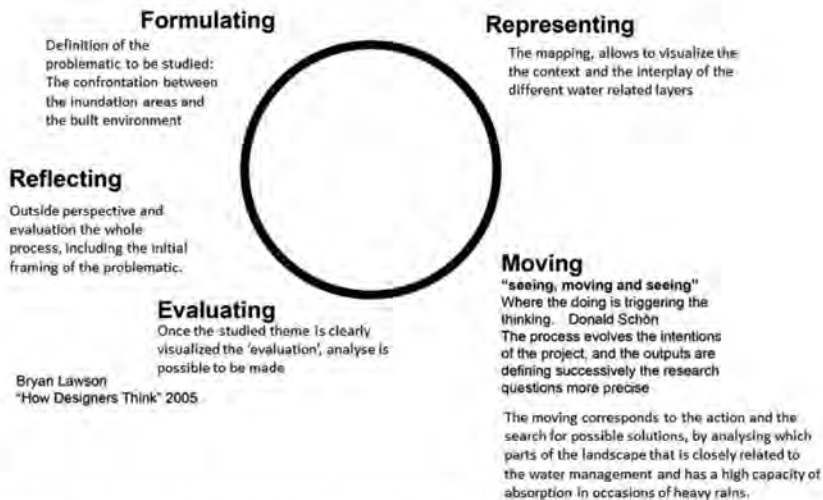 Formulating
Definition of the
problematic to be studied:
The confrontation between
the inundation areas and
the built environment
Representing
The mapping, allows to visualize the
the context and the interplay of the
different water related layers
Reflecting
Outside perspective and
evaluation the whole
process, including the initial
framing of the problematic.
Moving
"seeing, moving and seeing"
Where the doing is triggering the
thinking. Donald Schön
The process evolves the intentions
of the project, and the outputs are
defining successively the research
questions more precise
The moving corresponds to the action and the
search for possible solutions, by analysing which
parts of the landscape that is closely related to
the water management and has a high capacity of
absorption in occasions of heavy rains.
Evaluating
Once the studied theme is clearly
visualized the 'evaluation', analyse is
possible to be made
Bryan Lawson
"How Designers Think" 2005